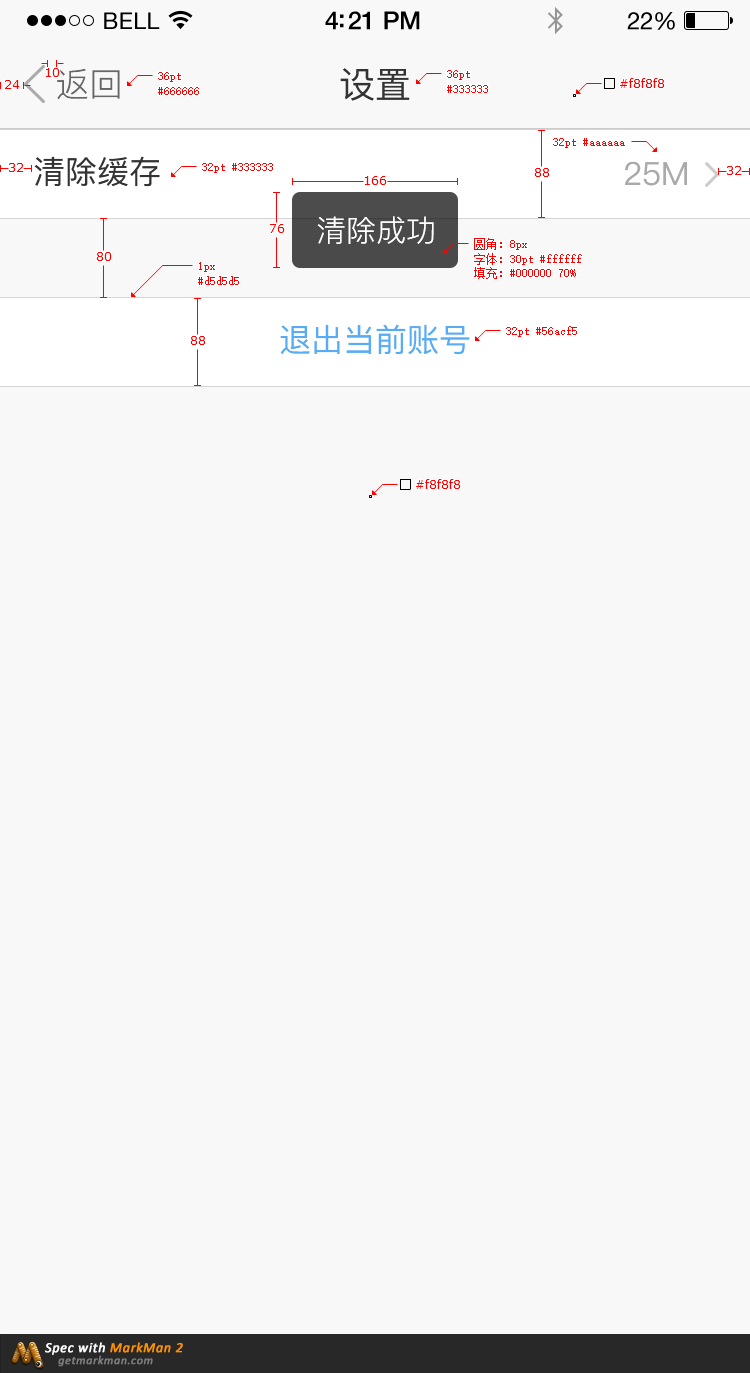 BELL 4:21 PM 22%
24 10 返回 36pt #666666
设置 36pt #333333
#f8f8f8
32 清除缓存 32pt #333333
88
32pt #aaaaaa
25M 32
166
76
清除成功
圆角: 8px
字体: 30pt #ffffff
填充: #000000 70%
80
1px
#d5d5d5
88
退出当前账号 32pt #56acf5
#f8f8f8
Spec with MarkMan 2
getmarkman.com